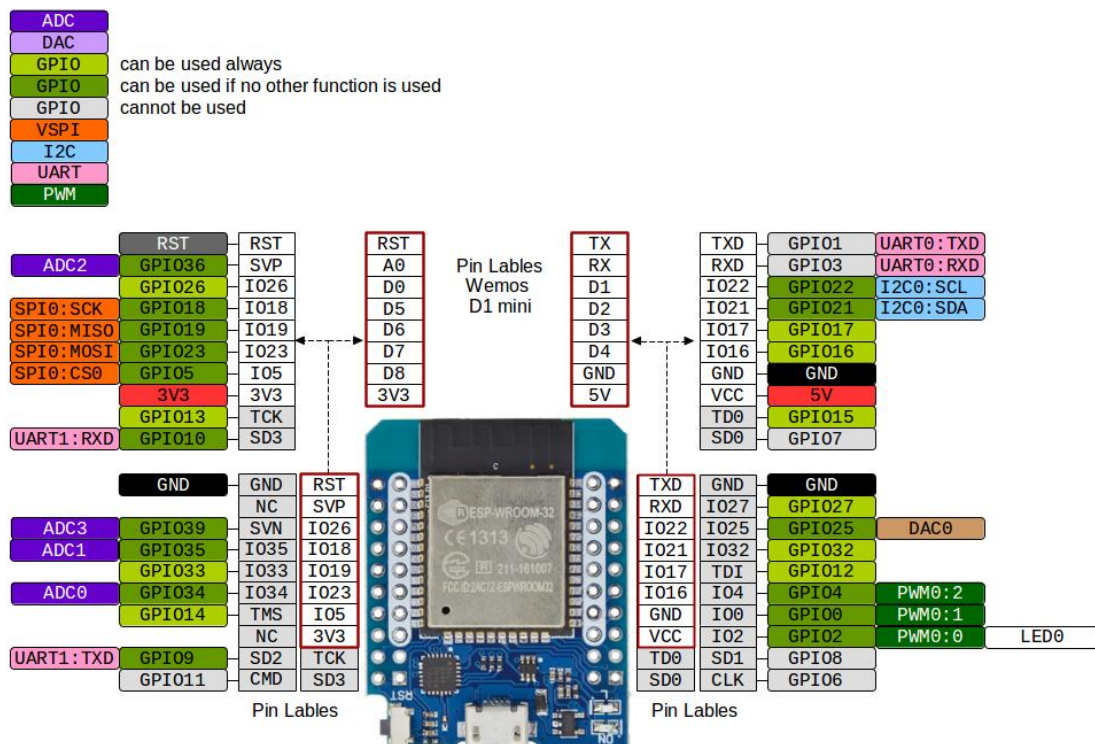 ADC
DAC
GPIO can be used always
GPIO can be used if no other function is used
GPIO cannot be used
VSPI
I2C
UART
PWM
RST RST RST TX TXD GPIO1 UART0:TXD
ADC2 GPIO36 SVP A0 Pin Lables RX RXD GPIO3 UART0:RXD
GPIO26 IO26 D0 Wemos D1 IO22 GPIO22 I2C0:SCL
SPI0:SCK GPIO18 IO18 D5 D1 mini D2 IO21 GPIO21 I2C0:SDA
SPI0:MISO GPIO19 IO19 D6 D3 IO17 GPIO17
SPI0:MOSI GPIO23 IO23 D7 D4 IO16 GPIO16
SPI0:CS0 GPIO5 IO5 D8 GND GND GND
3V3 3V3 3V3 5V VCC 5V
GPIO13 TCK TD0 GPIO15
UART1:RXD GPIO10 SD3 SD0 GPIO7
GND GND RST TXD GND GND
NC SVP RXD IO27 GPIO27
ADC3 GPIO39 SVN IO26 ESP-WROOM-32 IO22 IO25 GPIO25 DAC0
ADC1 GPIO35 IO35 IO18 CE1313 IO21 IO32 GPIO32
GPIO33 IO33 IO19 R 211-161007 IO17 TDI GPIO12
ADC0 GPIO34 IO34 IO23 FCC ID:2AC7Z-ESPWROOM32 IO16 IO4 GPIO4 PWM0:2
GPIO14 TMS IO5 GND IO0 GPIO0 PWM0:1
NC 3V3 VCC IO2 GPIO2 PWM0:0 LED0
UART1:TXD GPIO9 SD2 TCK TD0 SD1 GPIO8
GPIO11 CMD SD3 RST L SD0 CLK GPIO6
Pin Lables ON Pin Lables